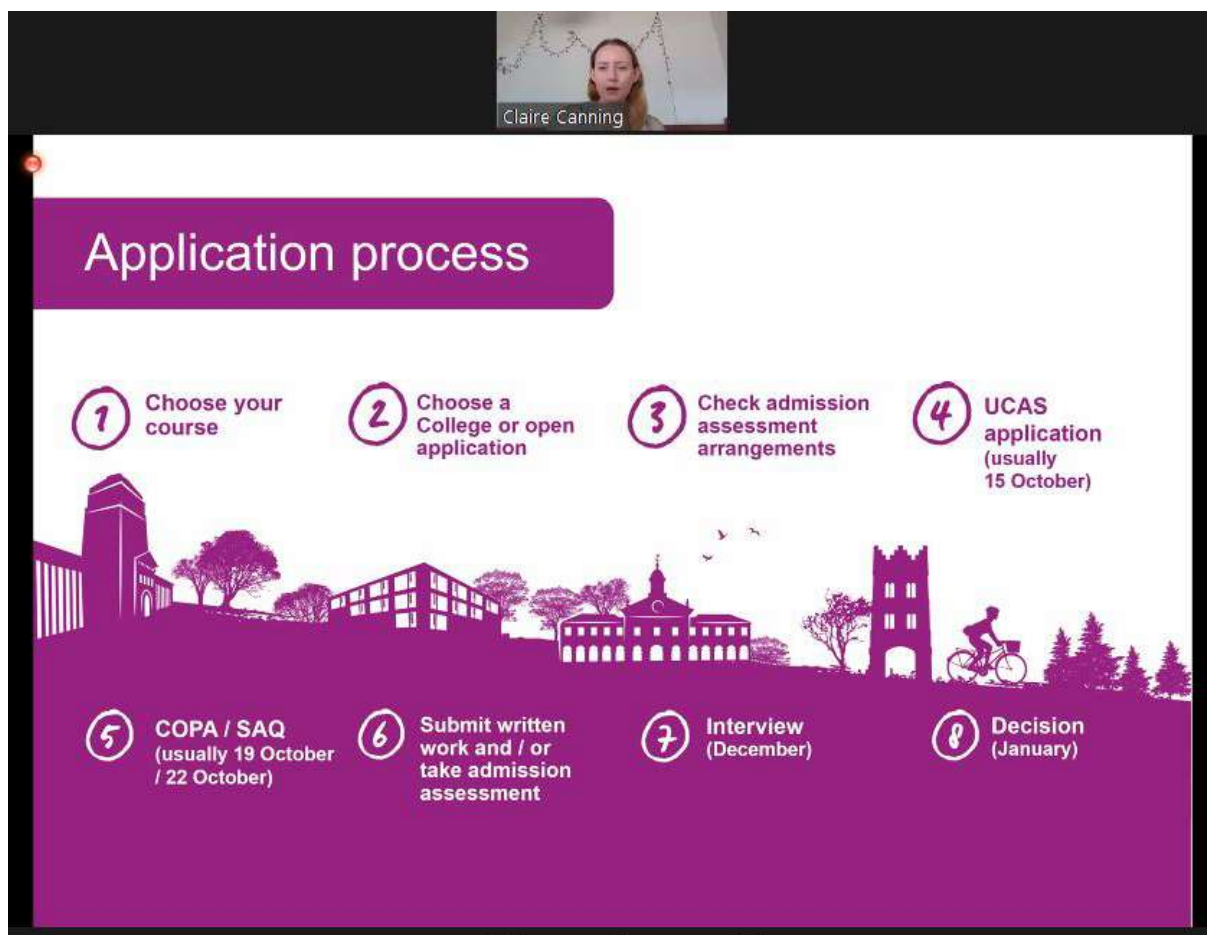 Claire Canning
Application process
1
Choose your
course
2
Choose a
College or open
application
3
Check admission
assessment
arrangements
4
UCAS
application
(usually
15 October)
5
COPA / SAQ
(usually 19 October
/ 22 October)
6
Submit written
work and / or
take admission
assessment
7
Interview
(December)
8
Decision
(January)